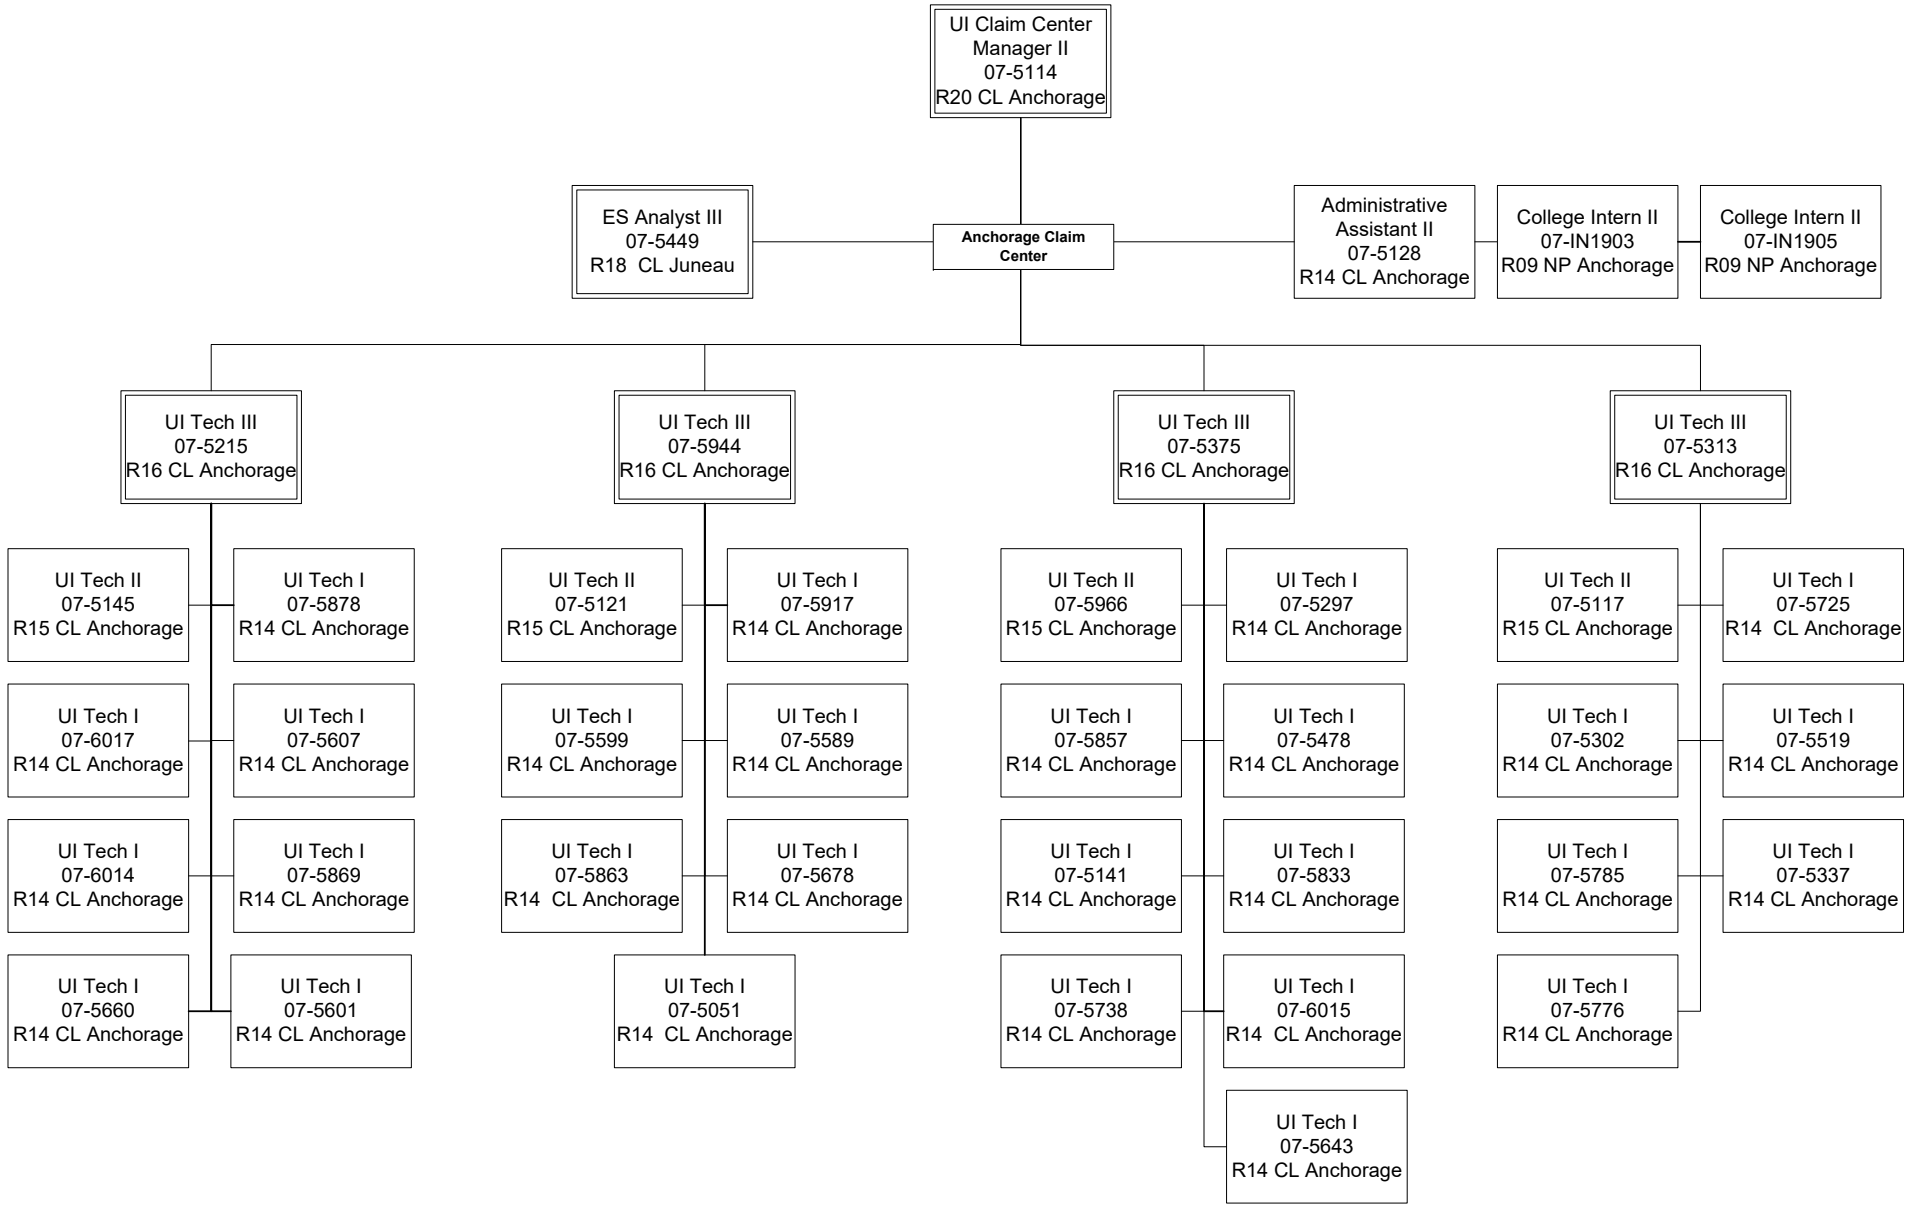 UI Claim Center
Manager II
07-5114
R20 CL Anchorage
ES Analyst III
07-5449
R18  CL Juneau
Anchorage Claim
Center
Administrative
Assistant II
07-5128
R14 CL Anchorage
College Intern II
07-IN1903
R09 NP Anchorage
College Intern II
07-IN1905
R09 NP Anchorage
UI Tech III
07-5215
R16 CL Anchorage
UI Tech III
07-5944
R16 CL Anchorage
UI Tech III
07-5375
R16 CL Anchorage
UI Tech III
07-5313
R16 CL Anchorage
UI Tech II
07-5145
R15 CL Anchorage
UI Tech I
07-5878
R14 CL Anchorage
UI Tech II
07-5121
R15 CL Anchorage
UI Tech I
07-5917
R14 CL Anchorage
UI Tech II
07-5966
R15 CL Anchorage
UI Tech I
07-5297
R14 CL Anchorage
UI Tech II
07-5117
R15 CL Anchorage
UI Tech I
07-5725
R14  CL Anchorage
UI Tech I
07-6017
R14 CL Anchorage
UI Tech I
07-5607
R14 CL Anchorage
UI Tech I
07-5599
R14 CL Anchorage
UI Tech I
07-5589
R14 CL Anchorage
UI Tech I
07-5857
R14 CL Anchorage
UI Tech I
07-5478
R14 CL Anchorage
UI Tech I
07-5302
R14 CL Anchorage
UI Tech I
07-5519
R14 CL Anchorage
UI Tech I
07-6014
R14 CL Anchorage
UI Tech I
07-5869
R14 CL Anchorage
UI Tech I
07-5863
R14  CL Anchorage
UI Tech I
07-5678
R14 CL Anchorage
UI Tech I
07-5141
R14 CL Anchorage
UI Tech I
07-5833
R14 CL Anchorage
UI Tech I
07-5785
R14 CL Anchorage
UI Tech I
07-5337
R14 CL Anchorage
UI Tech I
07-5660
R14 CL Anchorage
UI Tech I
07-5601
R14 CL Anchorage
UI Tech I
07-5051
R14  CL Anchorage
UI Tech I
07-5738
R14 CL Anchorage
UI Tech I
07-6015
R14  CL Anchorage
UI Tech I
07-5776
R14 CL Anchorage
UI Tech I
07-5643
R14 CL Anchorage